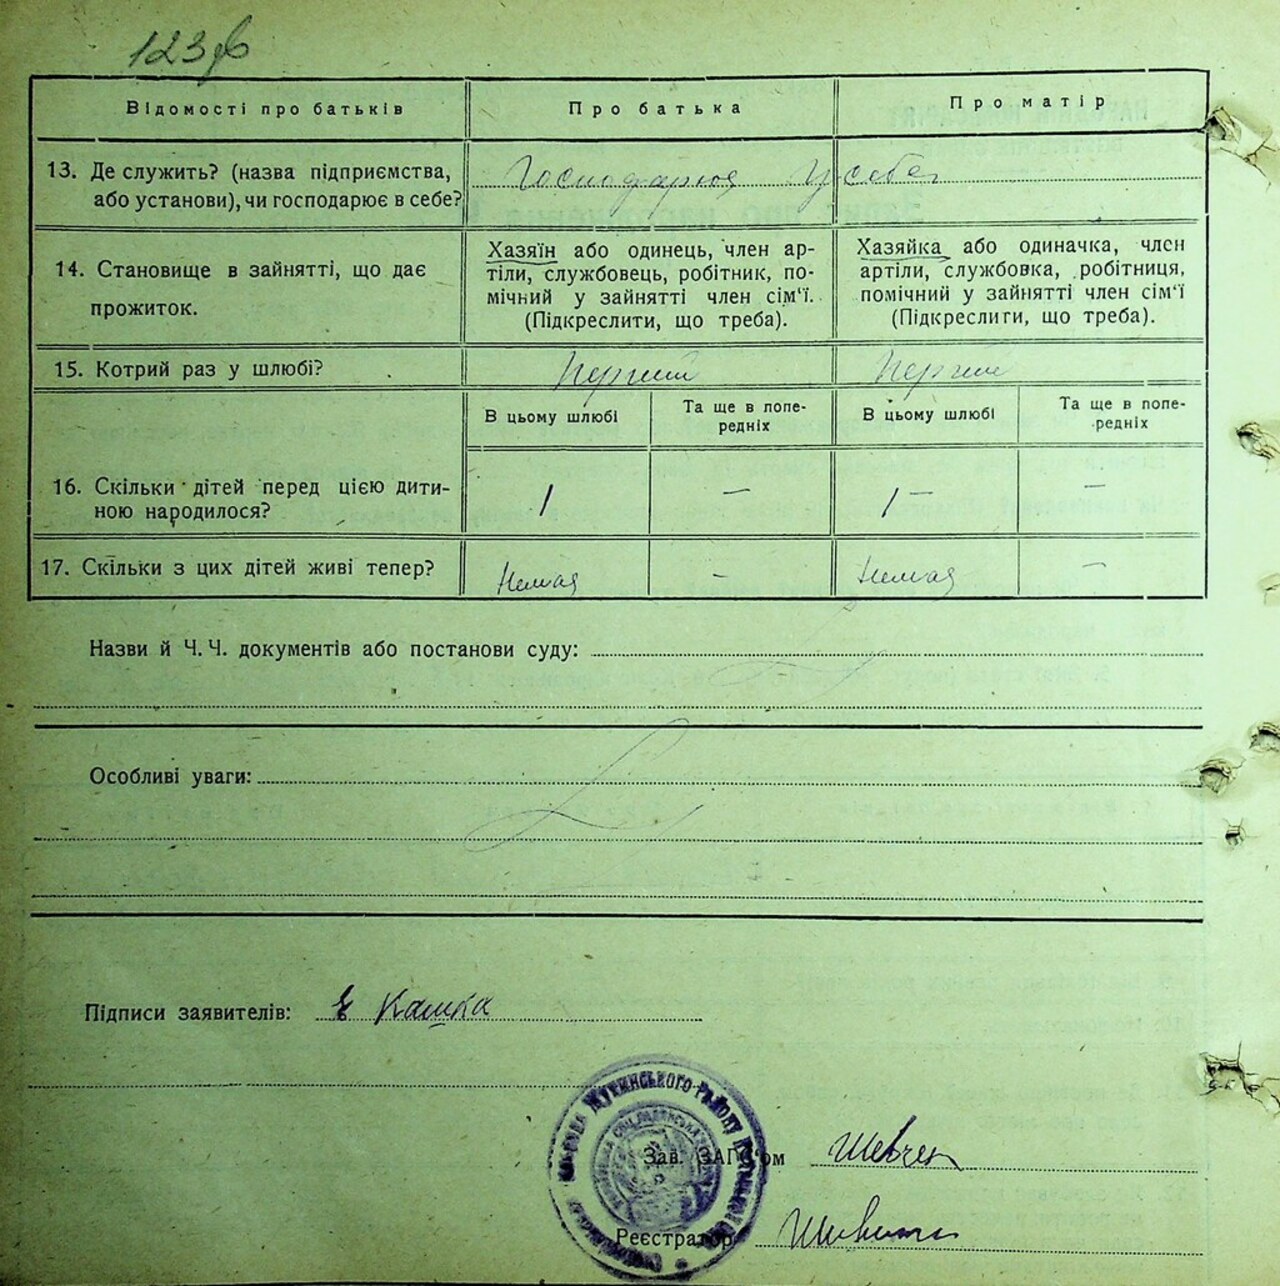 123
Відомості про батьків
Про батька
Про матір
13. Де служить? (назва підприємства,
або установи), чи господарює в себе?
Господарює у себе
14. Становище в зайнятті, що дає
прожиток.
Хазяїн або одинець, член ар-
тіли, службовець, робітник, по-
мічний у зайнятті член сім'ї.
(Підкреслити, що треба).
Хазяйка або одиначка, член
артіли, службовка, робітниця,
помічний у зайнятті член сім'ї
(Підкреслити, що треба).
15. Котрий раз у шлюбі?
Перший
Перший
В цьому шлюбі
Та ще в попе-
редніх
В цьому шлюбі
Та ще в попе-
редніх
16. Скільки дітей перед цією дити-
ною народилося?
1
—
1 —
—
17. Скільки з цих дітей живі тепер?
Немає
—
Немає
—
Назви й Ч. Ч. документів або постанови суду:
Особливі уваги:
Підписи заявителів: Кашка
району
Зав. ЗАГС'ом Шевчен
Реєстратор